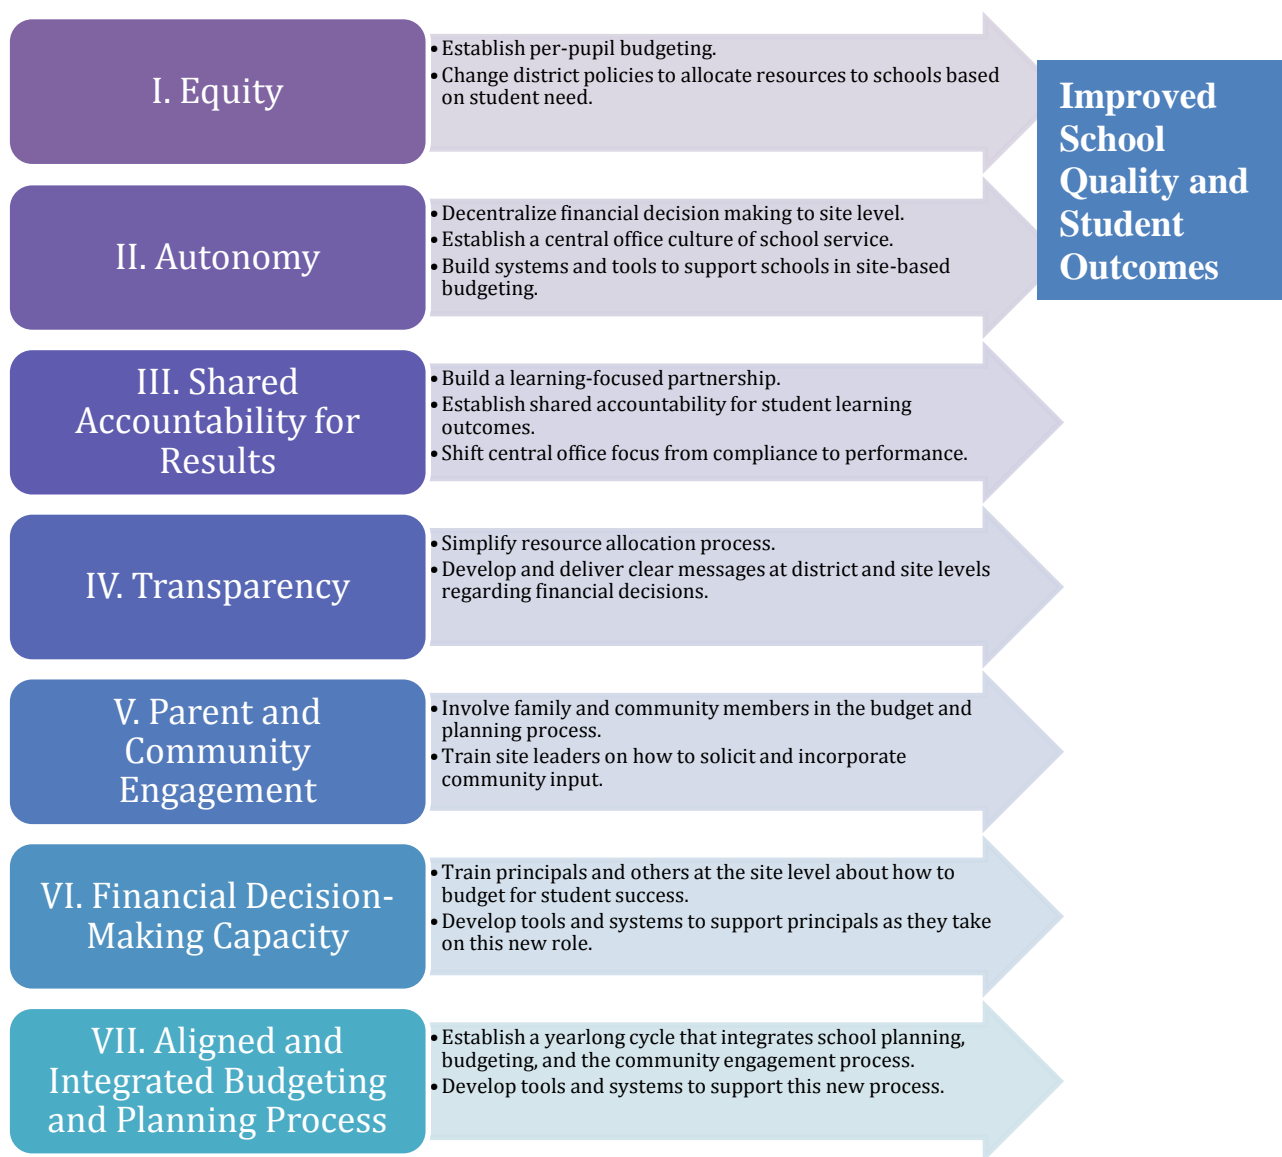 I. Equity
• Establish per-pupil budgeting.
• Change district policies to allocate resources to schools based
on student need.
Improved
School
Quality and
Student
Outcomes
II. Autonomy
• Decentralize financial decision making to site level.
• Establish a central office culture of school service.
• Build systems and tools to support schools in site-based
budgeting.
III. Shared
Accountability for
Results
• Build a learning-focused partnership.
• Establish shared accountability for student learning
outcomes.
• Shift central office focus from compliance to performance.
IV. Transparency
• Simplify resource allocation process.
• Develop and deliver clear messages at district and site levels
regarding financial decisions.
V. Parent and
Community
Engagement
• Involve family and community members in the budget and
planning process.
• Train site leaders on how to solicit and incorporate
community input.
VI. Financial Decision-
Making Capacity
• Train principals and others at the site level about how to
budget for student success.
• Develop tools and systems to support principals as they take
on this new role.
VII. Aligned and
Integrated Budgeting
and Planning Process
• Establish a yearlong cycle that integrates school planning,
budgeting, and the community engagement process.
• Develop tools and systems to support this new process.